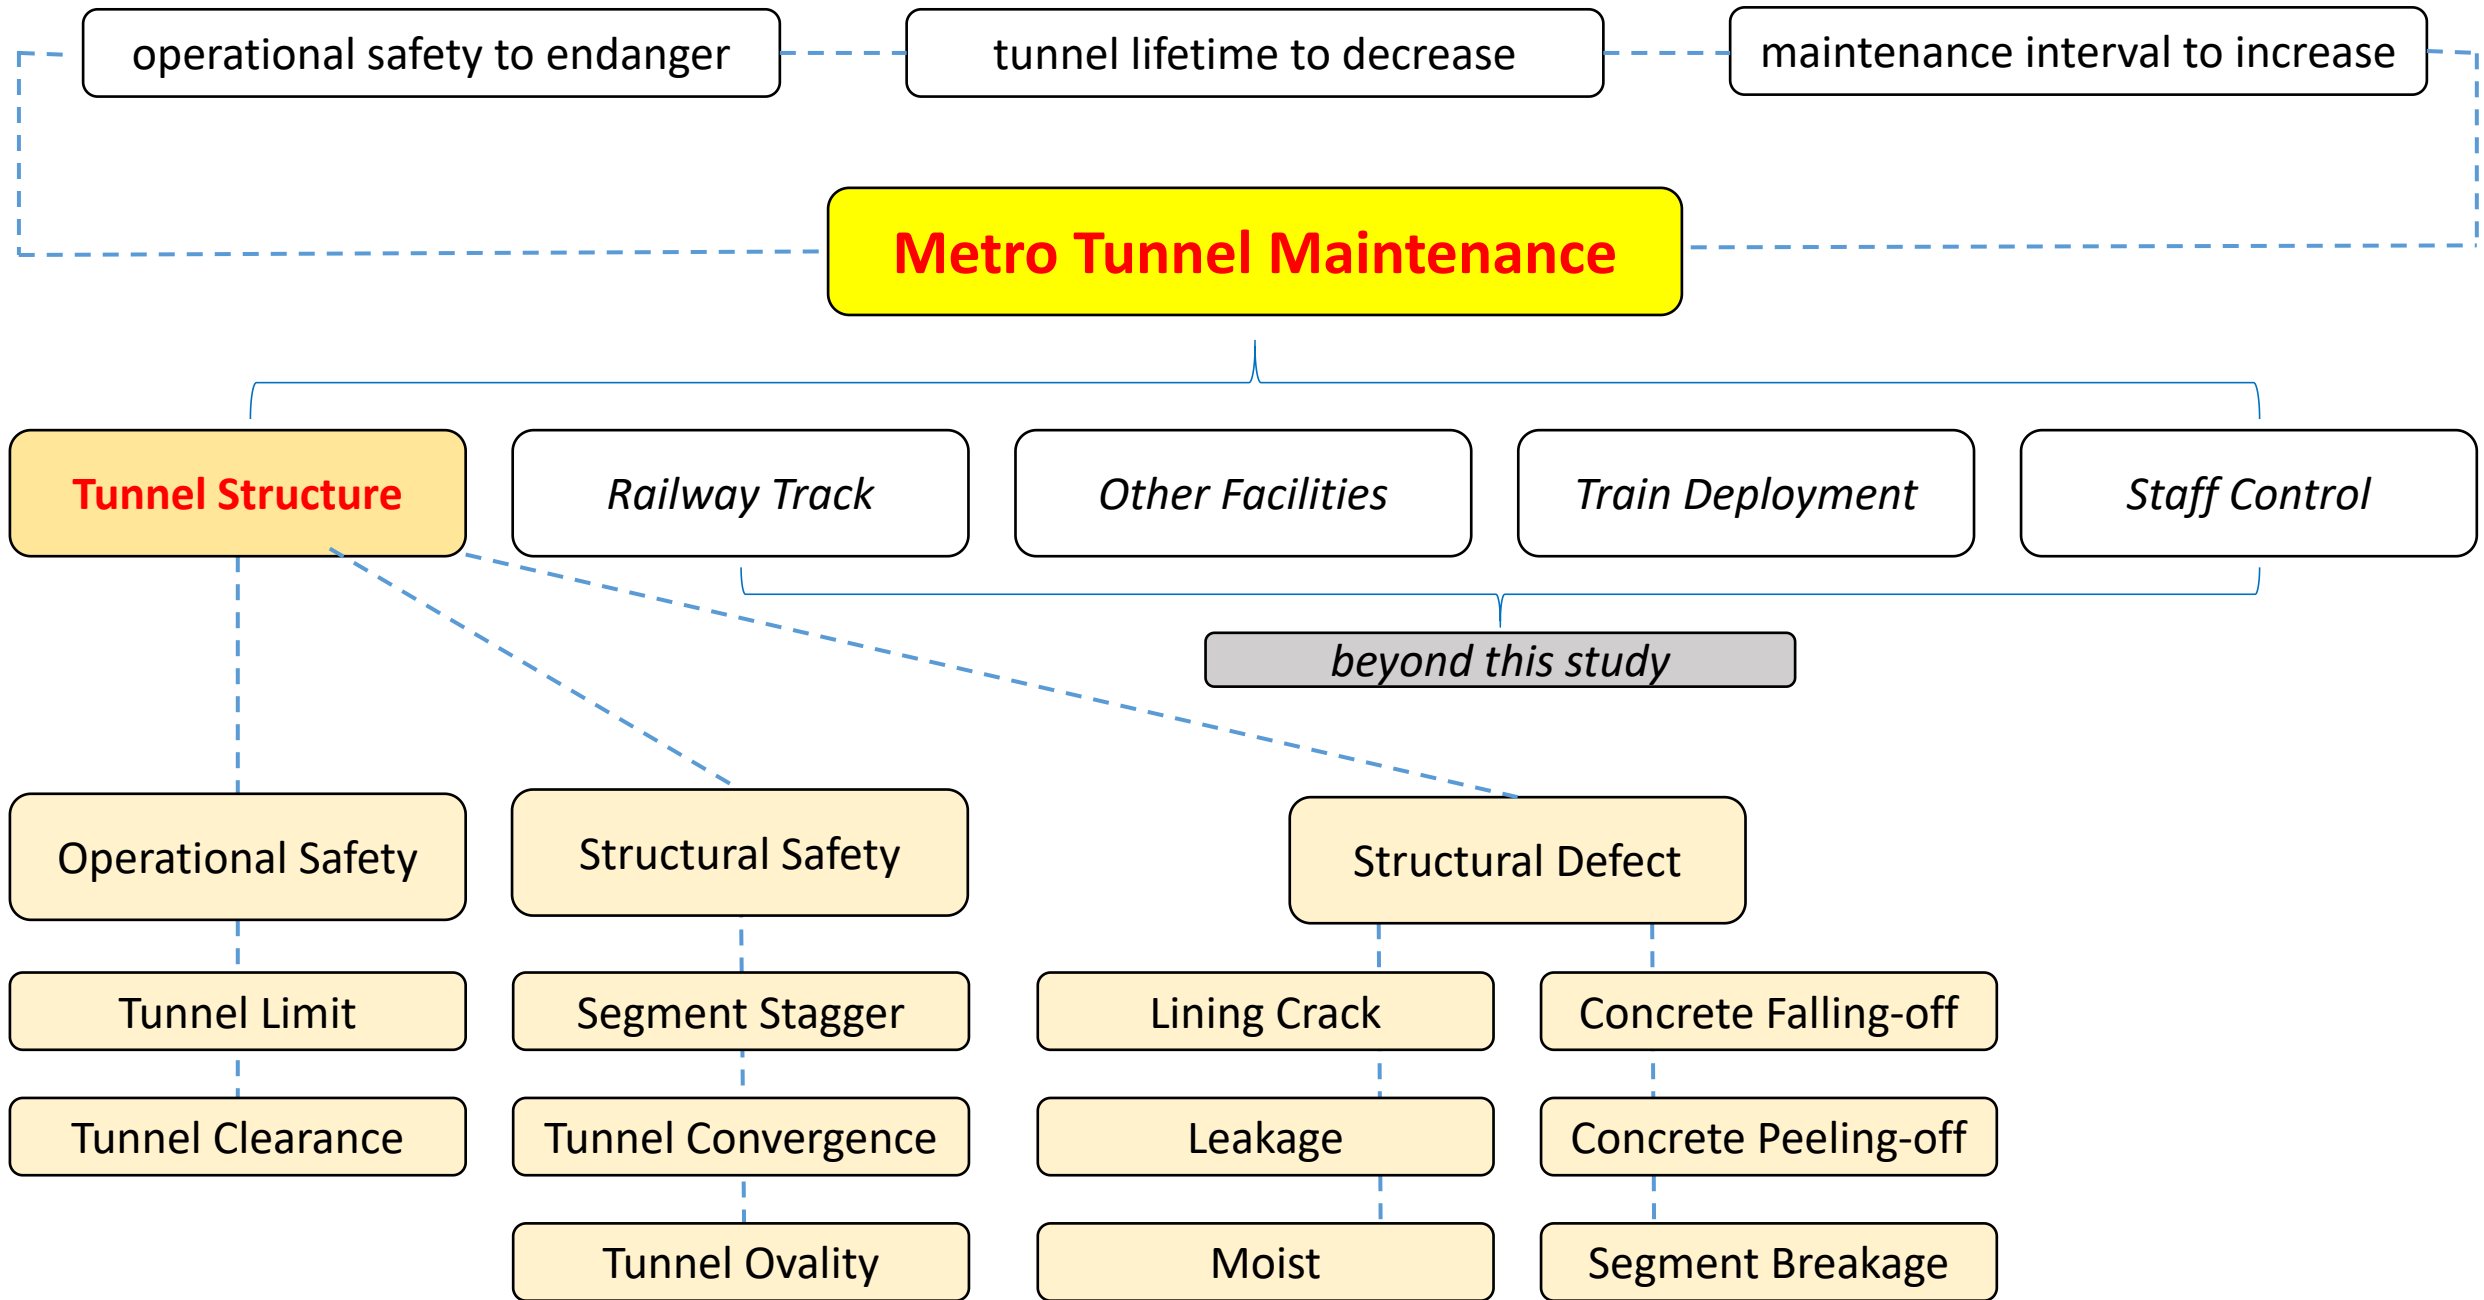 operational safety to endanger
tunnel lifetime to decrease
maintenance interval to increase
Metro Tunnel Maintenance
Tunnel Structure
Railway Track
Other Facilities
Train Deployment
Staff Control
beyond this study
Operational Safety
Structural Safety
Structural Defect
Tunnel Limit
Segment Stagger
Lining Crack
Concrete Falling-off
Tunnel Clearance
Tunnel Convergence
Leakage
Concrete Peeling-off
Tunnel Ovality
Moist
Segment Breakage